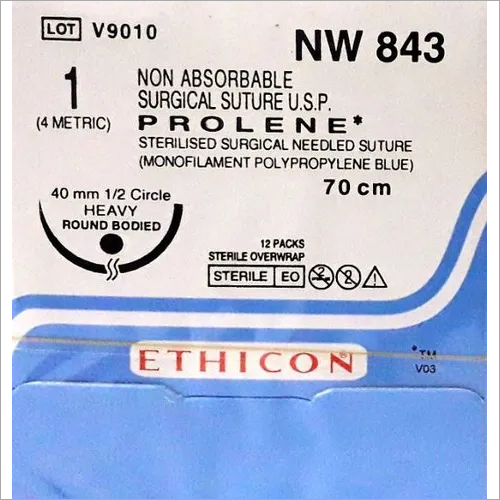 LOT V9010
NW 843
1
(4 METRIC)
NON ABSORBABLE
SURGICAL SUTURE U.S.P.
PROLENE*
STERILISED SURGICAL NEEDLED SUTURE
(MONOFILAMENT POLYPROPYLENE BLUE)
70 cm
40 mm 1/2 Circle
HEAVY
ROUND BODIED
12 PACKS
STERILE OVERWRAP
STERILE EO 2
ETHICON®
*TM
V03